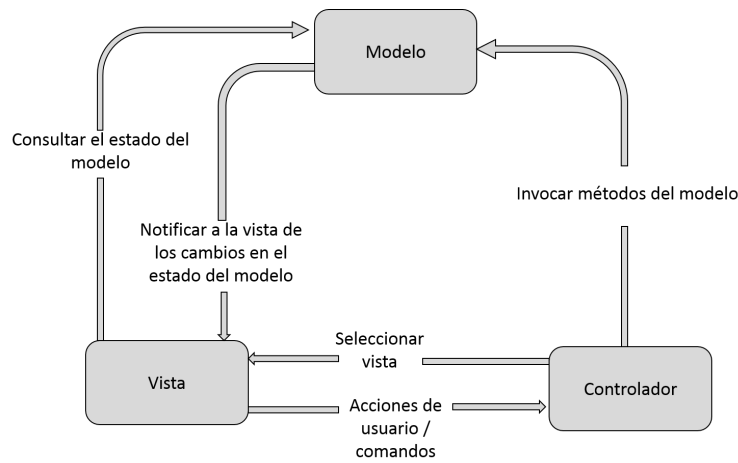 Modelo
Consultar el estado del
modelo
Invocar métodos del modelo
Notificar a la vista de
los cambios en el
estado del modelo
Seleccionar
vista
Vista
Controlador
Acciones de
usuario /
comandos